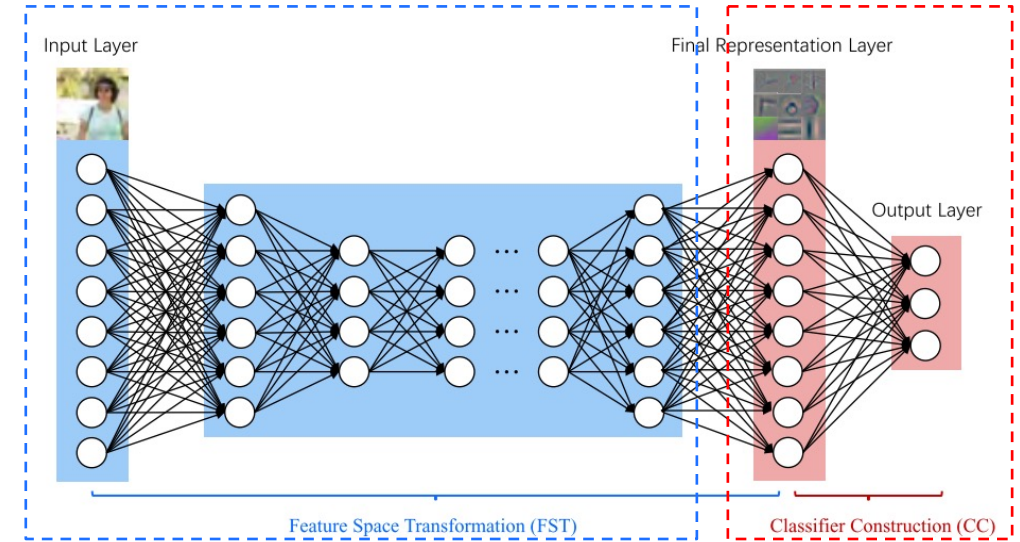 Input Layer
Final Representation Layer
Output Layer
...
...
...
...
Feature Space Transformation (FST)
Classifier Construction (CC)